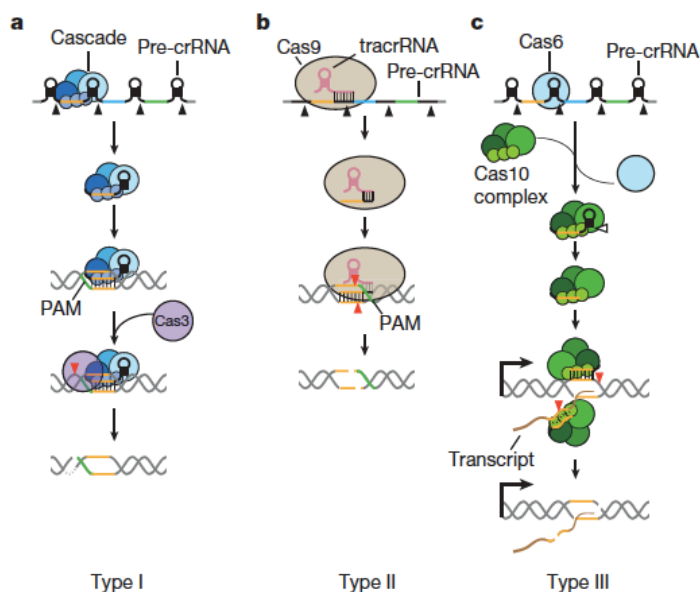 a
Cascade
Pre-crRNA
PAM
Cas3
Type I
b
Cas9
tracrRNA
Pre-crRNA
PAM
Type II
c
Cas6
Pre-crRNA
Cas10
complex
Transcript
Type III